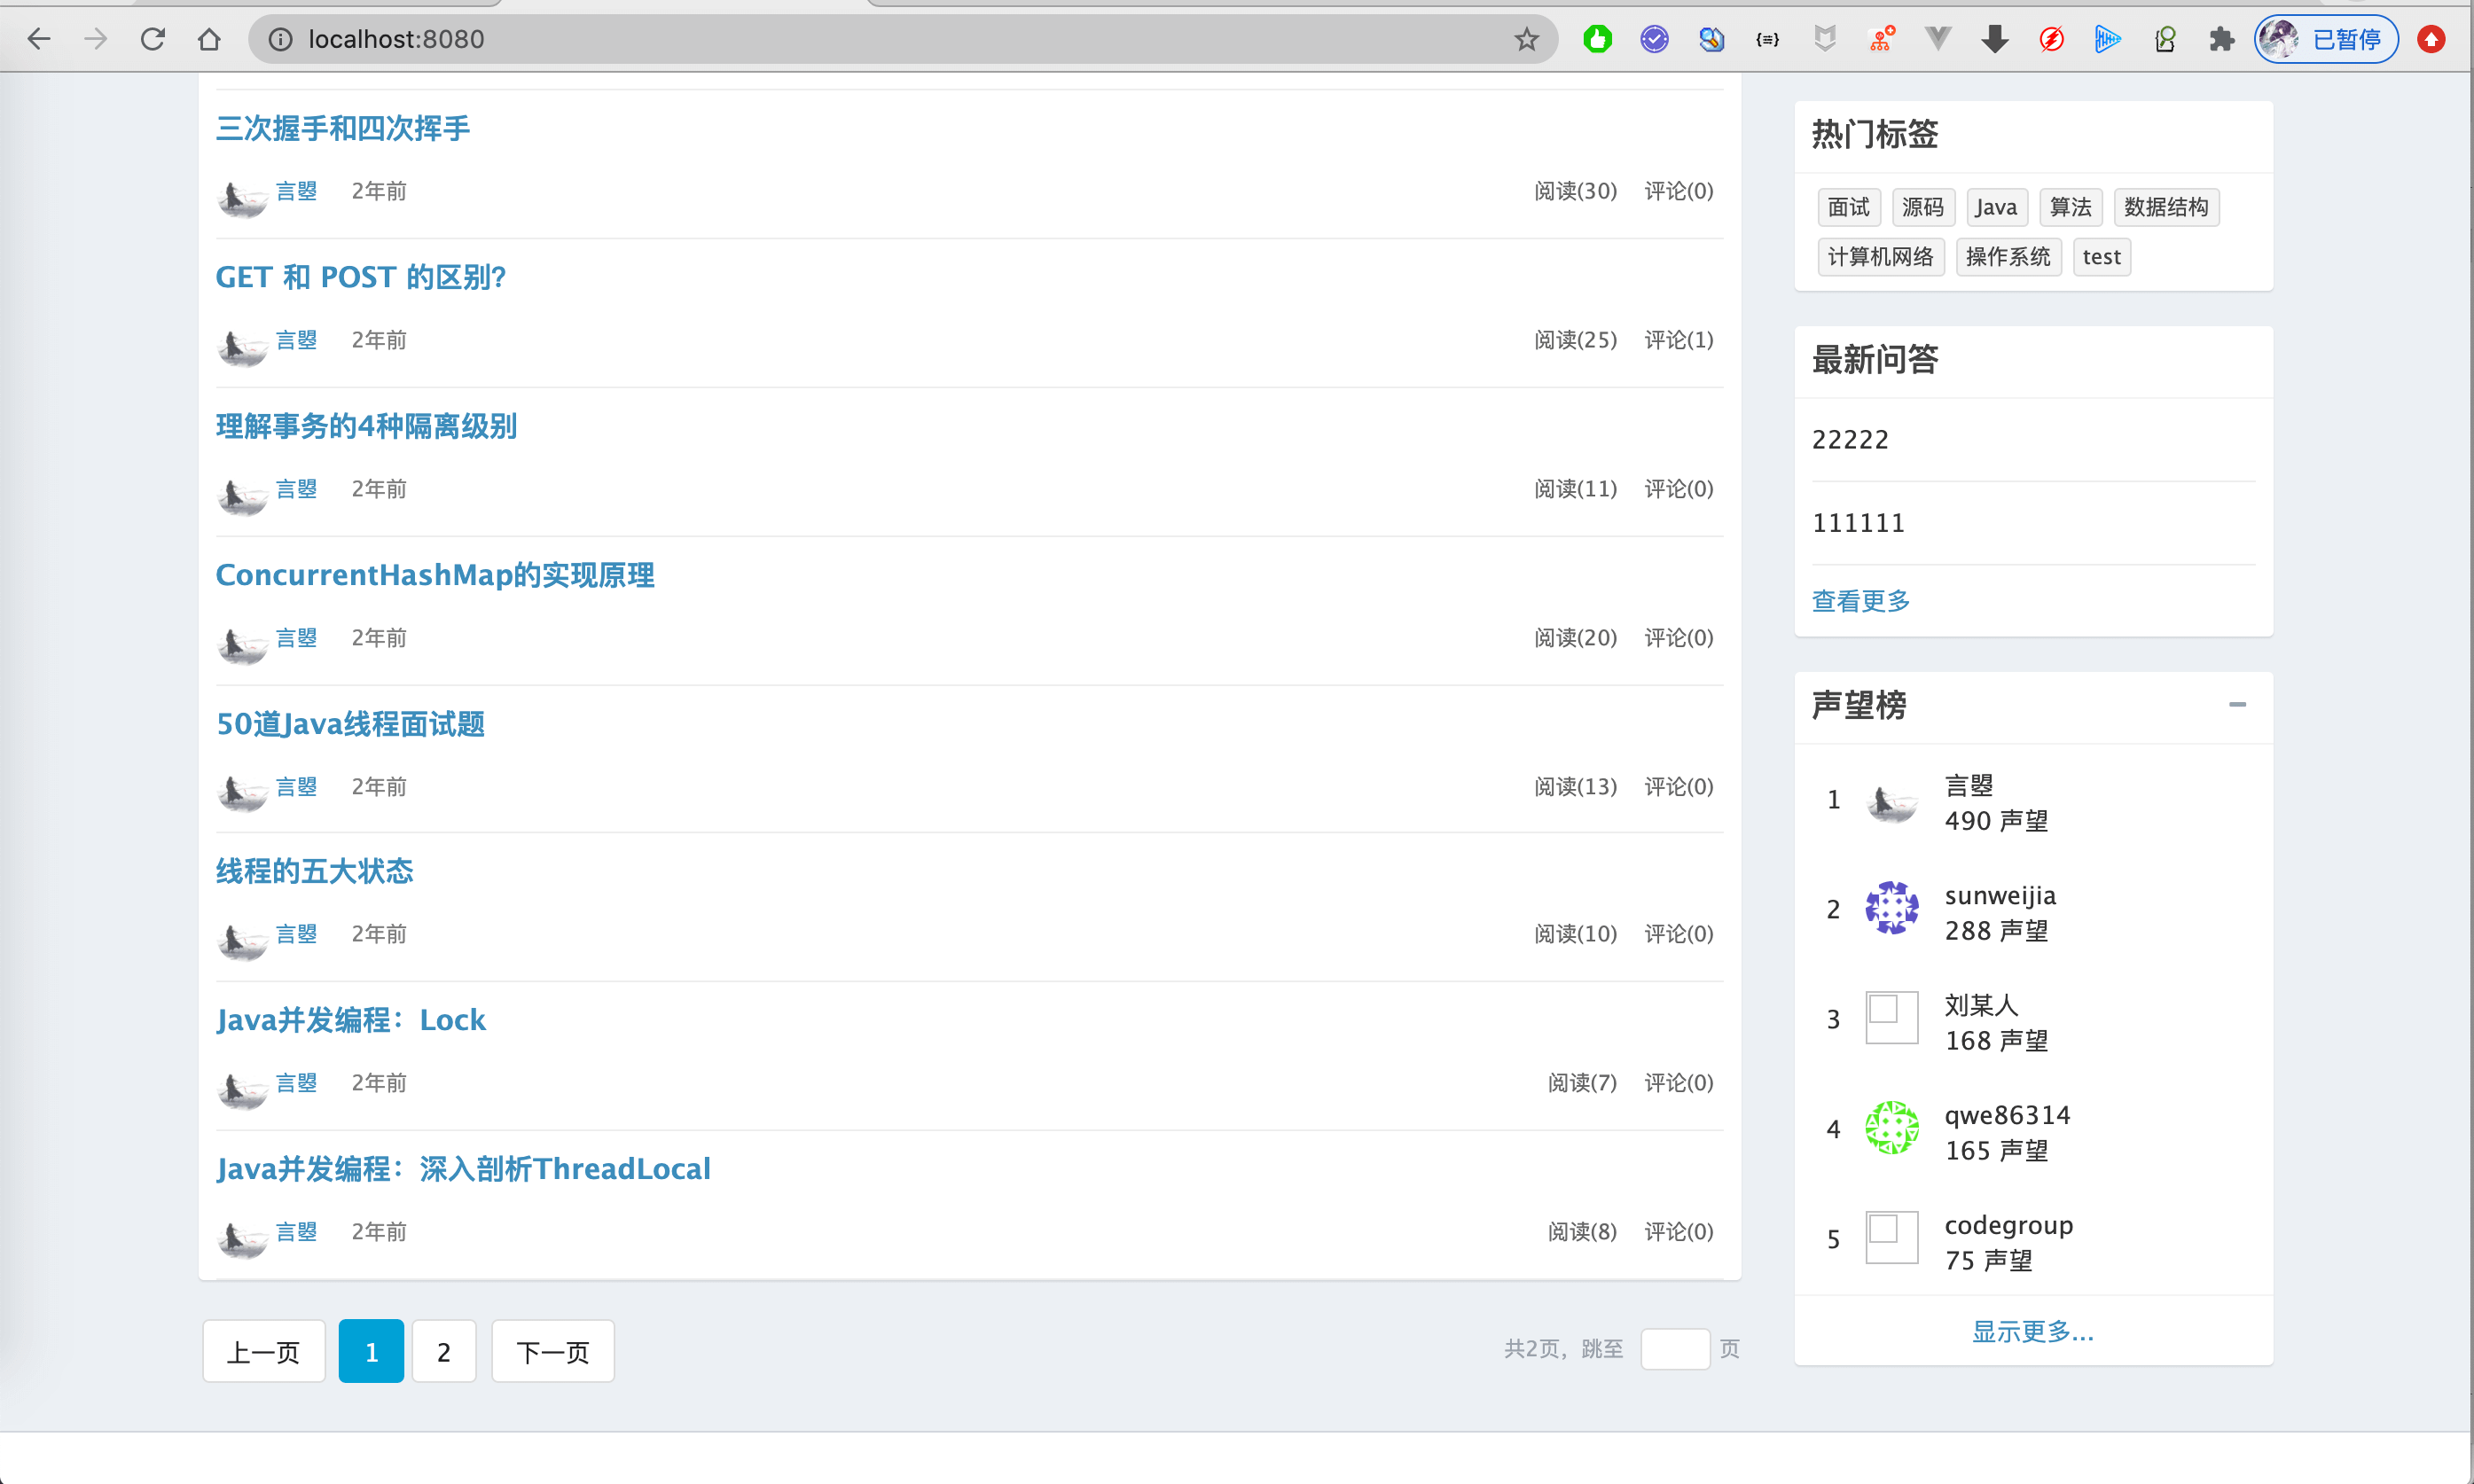 localhost:8080
已暂停
三次握手和四次挥手
言曌 2年前 阅读(30) 评论(0)
GET 和 POST 的区别?
言曌 2年前 阅读(25) 评论(1)
理解事务的4种隔离级别
言曌 2年前 阅读(11) 评论(0)
ConcurrentHashMap的实现原理
言曌 2年前 阅读(20) 评论(0)
50道Java线程面试题
言曌 2年前 阅读(13) 评论(0)
线程的五大状态
言曌 2年前 阅读(10) 评论(0)
Java并发编程：Lock
言曌 2年前 阅读(7) 评论(0)
Java并发编程：深入剖析ThreadLocal
言曌 2年前 阅读(8) 评论(0)
上一页 1 2 下一页 共2页，跳至 页
热门标签
面试 源码 Java 算法 数据结构
计算机网络 操作系统 test
最新问答
22222
111111
查看更多
声望榜
1 言曌
490 声望
2 sunweijia
288 声望
3 刘某人
168 声望
4 qwe86314
165 声望
5 codegroup
75 声望
显示更多...